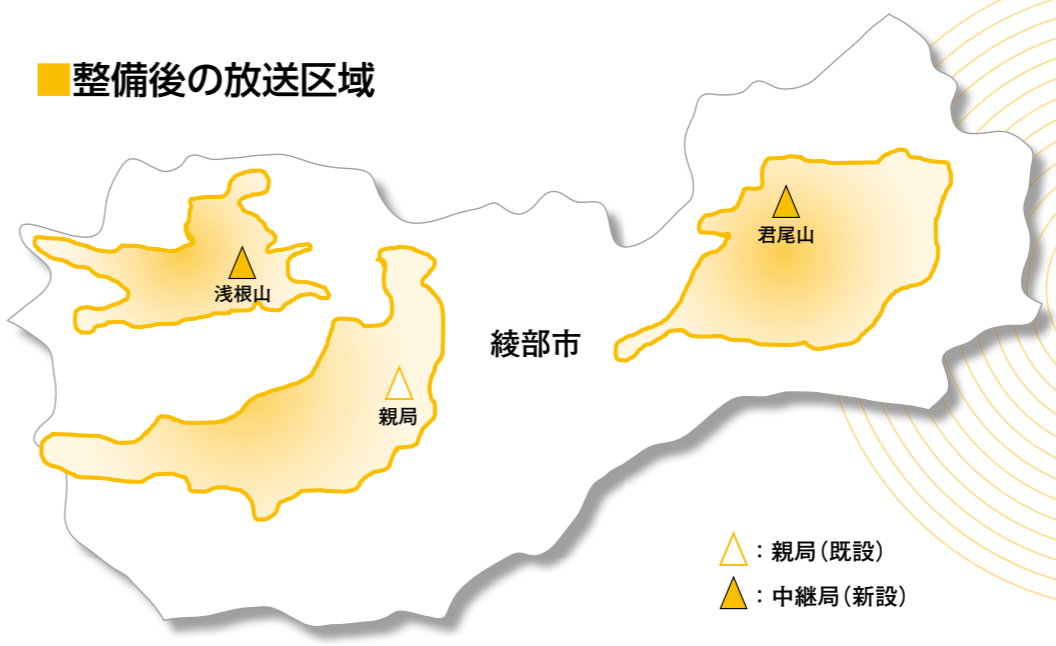 ■整備後の放送区域
君尾山
浅根山
綾部市
親局
△：親局（既設）
▲：中継局（新設）